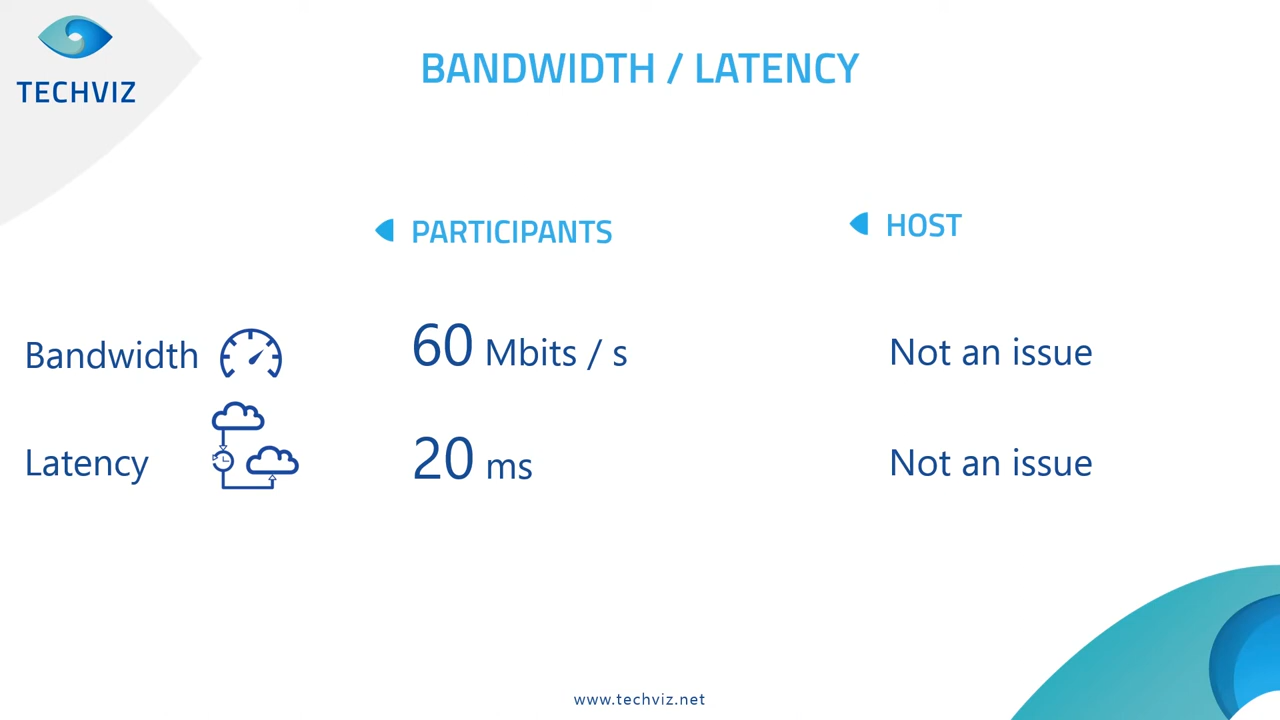 TECHVIZ
BANDWIDTH / LATENCY
PARTICIPANTS
HOST
Bandwidth
60 Mbits / s
Not an issue
Latency
20 ms
Not an issue
www.techviz.net